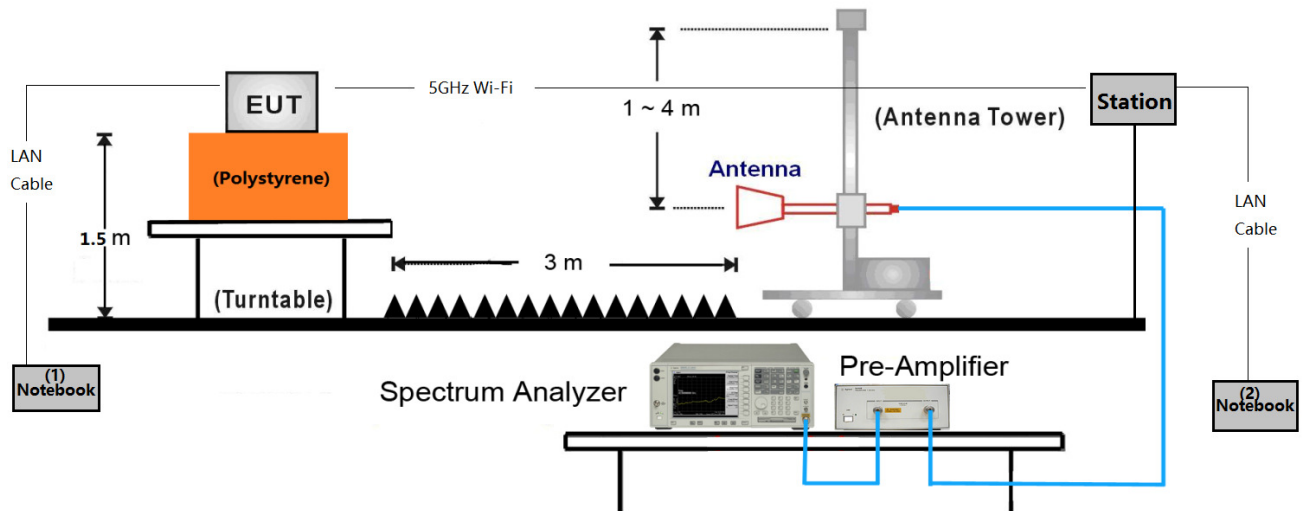 EUT
5GHz Wi-Fi
1 ~ 4 m
(Antenna Tower)
Station
LAN
Cable
(Polystyrene)
Antenna
LAN
Cable
1.5 m
3 m
(Turntable)
(1)
Notebook
Spectrum Analyzer
Pre-Amplifier
(2)
Notebook